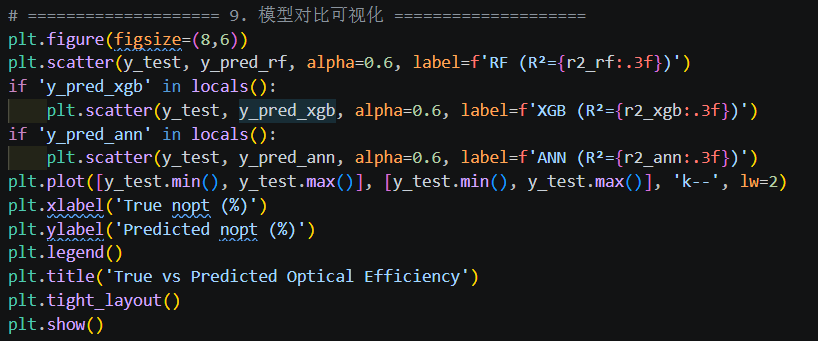 # ==================== 9. 模型对比可视化 ====================
plt.figure(figsize=(8,6))
plt.scatter(y_test, y_pred_rf, alpha=0.6, label=f'RF (R²={r2_rf:.3f})')
if 'y_pred_xgb' in locals():
    plt.scatter(y_test, y_pred_xgb, alpha=0.6, label=f'XGB (R²={r2_xgb:.3f})')
if 'y_pred_ann' in locals():
    plt.scatter(y_test, y_pred_ann, alpha=0.6, label=f'ANN (R²={r2_ann:.3f})')
plt.plot([y_test.min(), y_test.max()], [y_test.min(), y_test.max()], 'k--', lw=2)
plt.xlabel('True nopt (%)')
plt.ylabel('Predicted nopt (%)')
plt.legend()
plt.title('True vs Predicted Optical Efficiency')
plt.tight_layout()
plt.show()